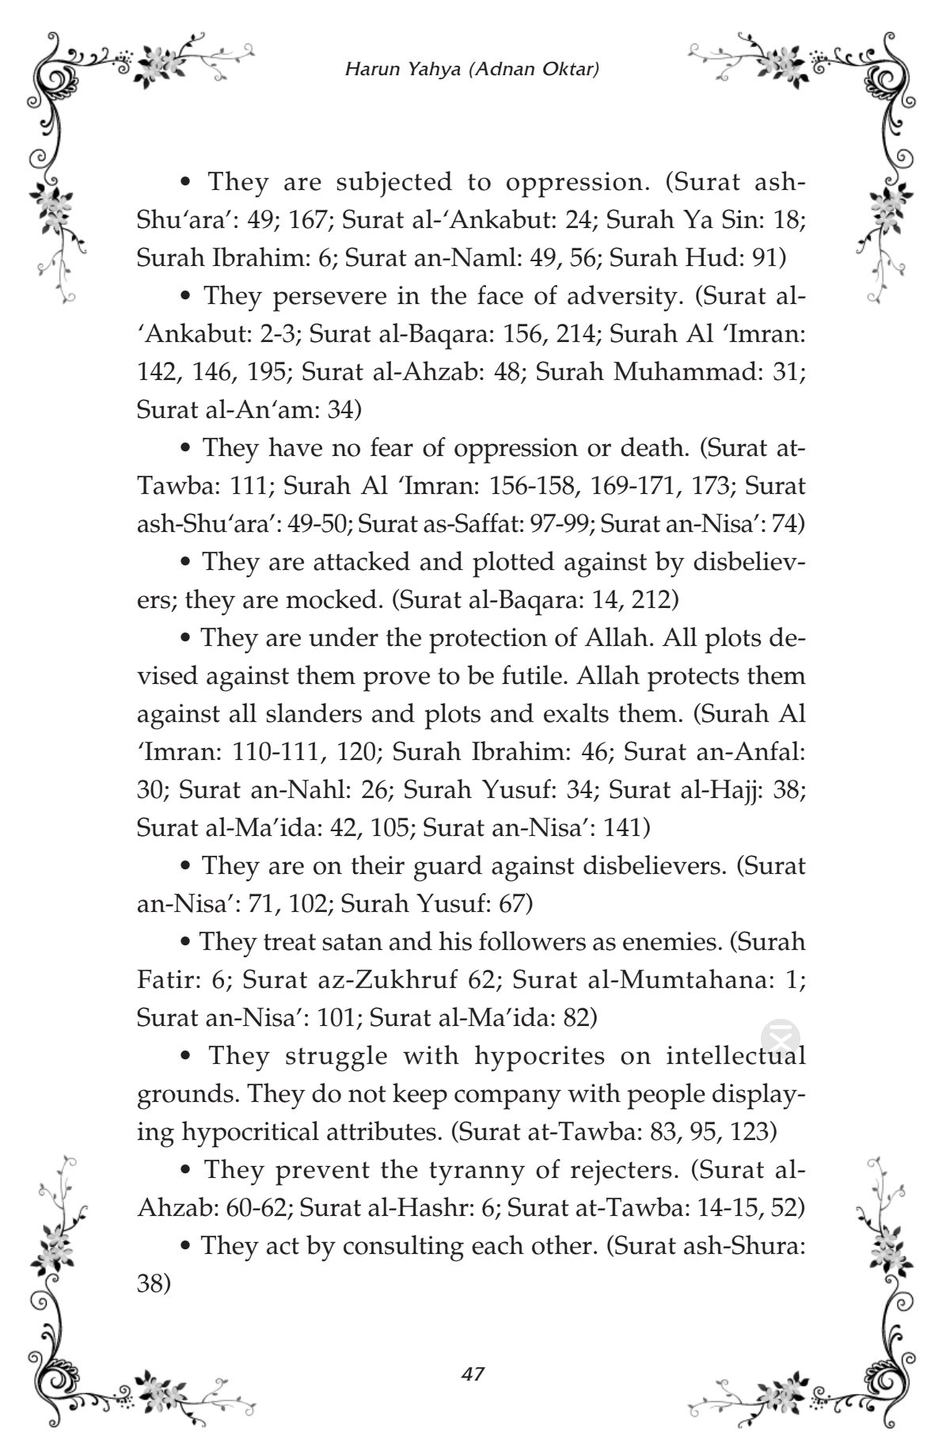 Harun Yahya (Adnan Oktar)
• They are subjected to oppression. (Surat ash-
Shu‘ara’: 49; 167; Surat al-‘Ankabut: 24; Surah Ya Sin: 18;
Surah Ibrahim: 6; Surat an-Naml: 49, 56; Surah Hud: 91)
• They persevere in the face of adversity. (Surat al-
‘Ankabut: 2-3; Surat al-Baqara: 156, 214; Surah Al ‘Imran:
142, 146, 195; Surat al-Ahzab: 48; Surah Muhammad: 31;
Surat al-An‘am: 34)
• They have no fear of oppression or death. (Surat at-
Tawba: 111; Surah Al ‘Imran: 156-158, 169-171, 173; Surat
ash-Shu‘ara’: 49-50; Surat as-Saffat: 97-99; Surat an-Nisa’: 74)
• They are attacked and plotted against by disbeliev-
ers; they are mocked. (Surat al-Baqara: 14, 212)
• They are under the protection of Allah. All plots de-
vised against them prove to be futile. Allah protects them
against all slanders and plots and exalts them. (Surah Al
‘Imran: 110-111, 120; Surah Ibrahim: 46; Surat an-Anfal:
30; Surat an-Nahl: 26; Surah Yusuf: 34; Surat al-Hajj: 38;
Surat al-Ma’ida: 42, 105; Surat an-Nisa’: 141)
• They are on their guard against disbelievers. (Surat
an-Nisa’: 71, 102; Surah Yusuf: 67)
• They treat satan and his followers as enemies. (Surah
Fatir: 6; Surat az-Zukhruf 62; Surat al-Mumtahana: 1;
Surat an-Nisa’: 101; Surat al-Ma’ida: 82)
• They struggle with hypocrites on intellectual
grounds. They do not keep company with people display-
ing hypocritical attributes. (Surat at-Tawba: 83, 95, 123)
• They prevent the tyranny of rejecters. (Surat al-
Ahzab: 60-62; Surat al-Hashr: 6; Surat at-Tawba: 14-15, 52)
• They act by consulting each other. (Surat ash-Shura:
38)
47